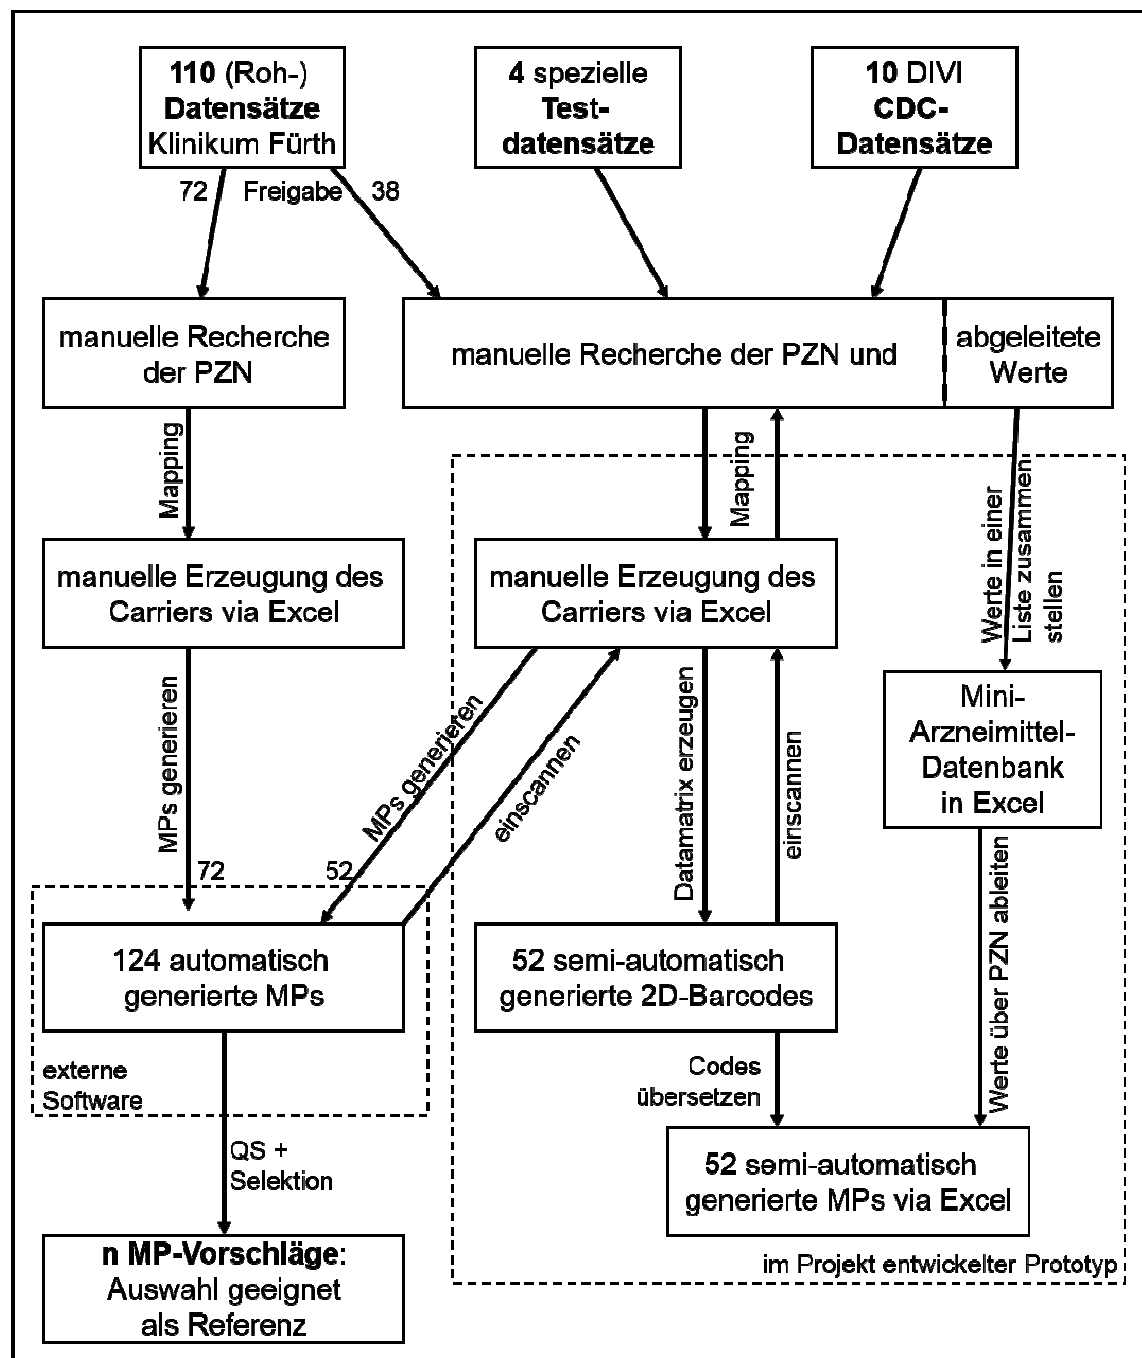 110 (Roh-)
Datensätze
Klinikum Fürth
4 spezielle
Test-
datensätze
10 DIVI
CDC-
Datensätze
72
Freigabe
38
manuelle Recherche
der PZN
manuelle Recherche der PZN und
abgeleitete
Werte
Mapping
Mapping
Werte in einer
Liste zusammen
stellen
manuelle Erzeugung des
Carriers via Excel
manuelle Erzeugung des
Carriers via Excel
Mini-
Arzneimittel-
Datenbank
in Excel
MPs generieren
MPs generieren
einscannen
Datamatrix erzeugen
einscannen
Werte über PZN ableiten
72
52
124 automatisch
generierte MPs
52 semi-automatisch
generierte 2D-Barcodes
externe
Software
Codes
übersetzen
QS +
Selektion
52 semi-automatisch
generierte MPs via Excel
n MP-Vorschläge:
Auswahl geeignet
als Referenz
im Projekt entwickelter Prototyp